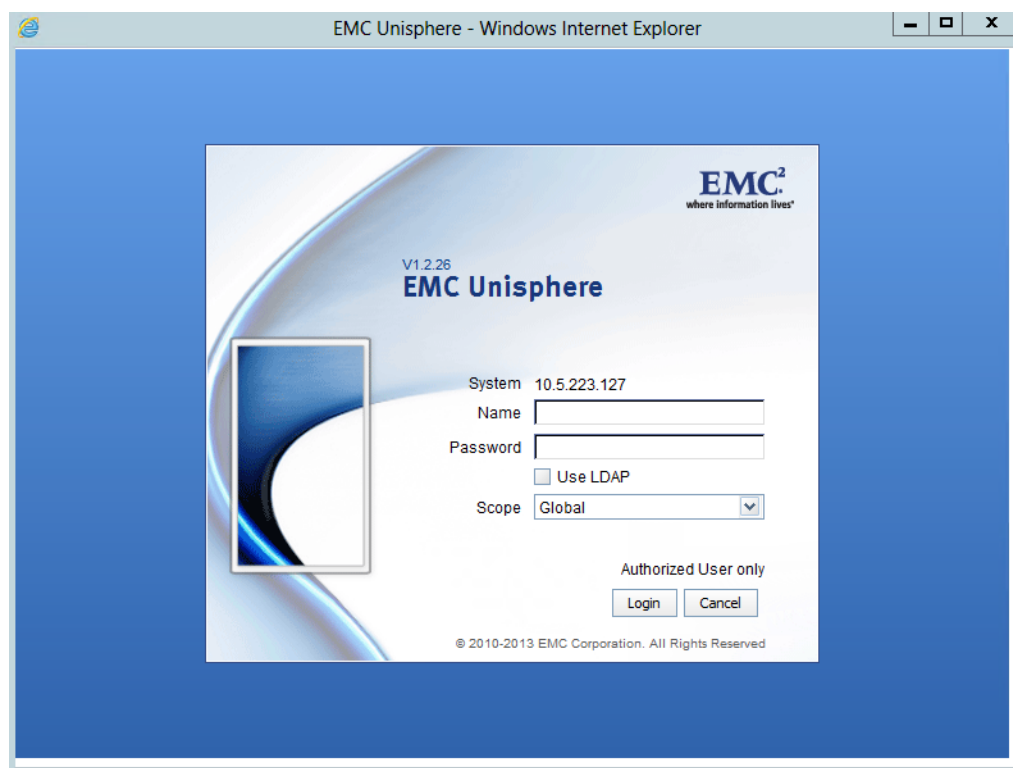 EMC Unisphere - Windows Internet Explorer
EMC²
where information lives®
V1.2.26
EMC Unisphere
System 10.5.223.127
Name
Password
Use LDAP
Scope Global
Authorized User only
Login Cancel
© 2010-2013 EMC Corporation. All Rights Reserved